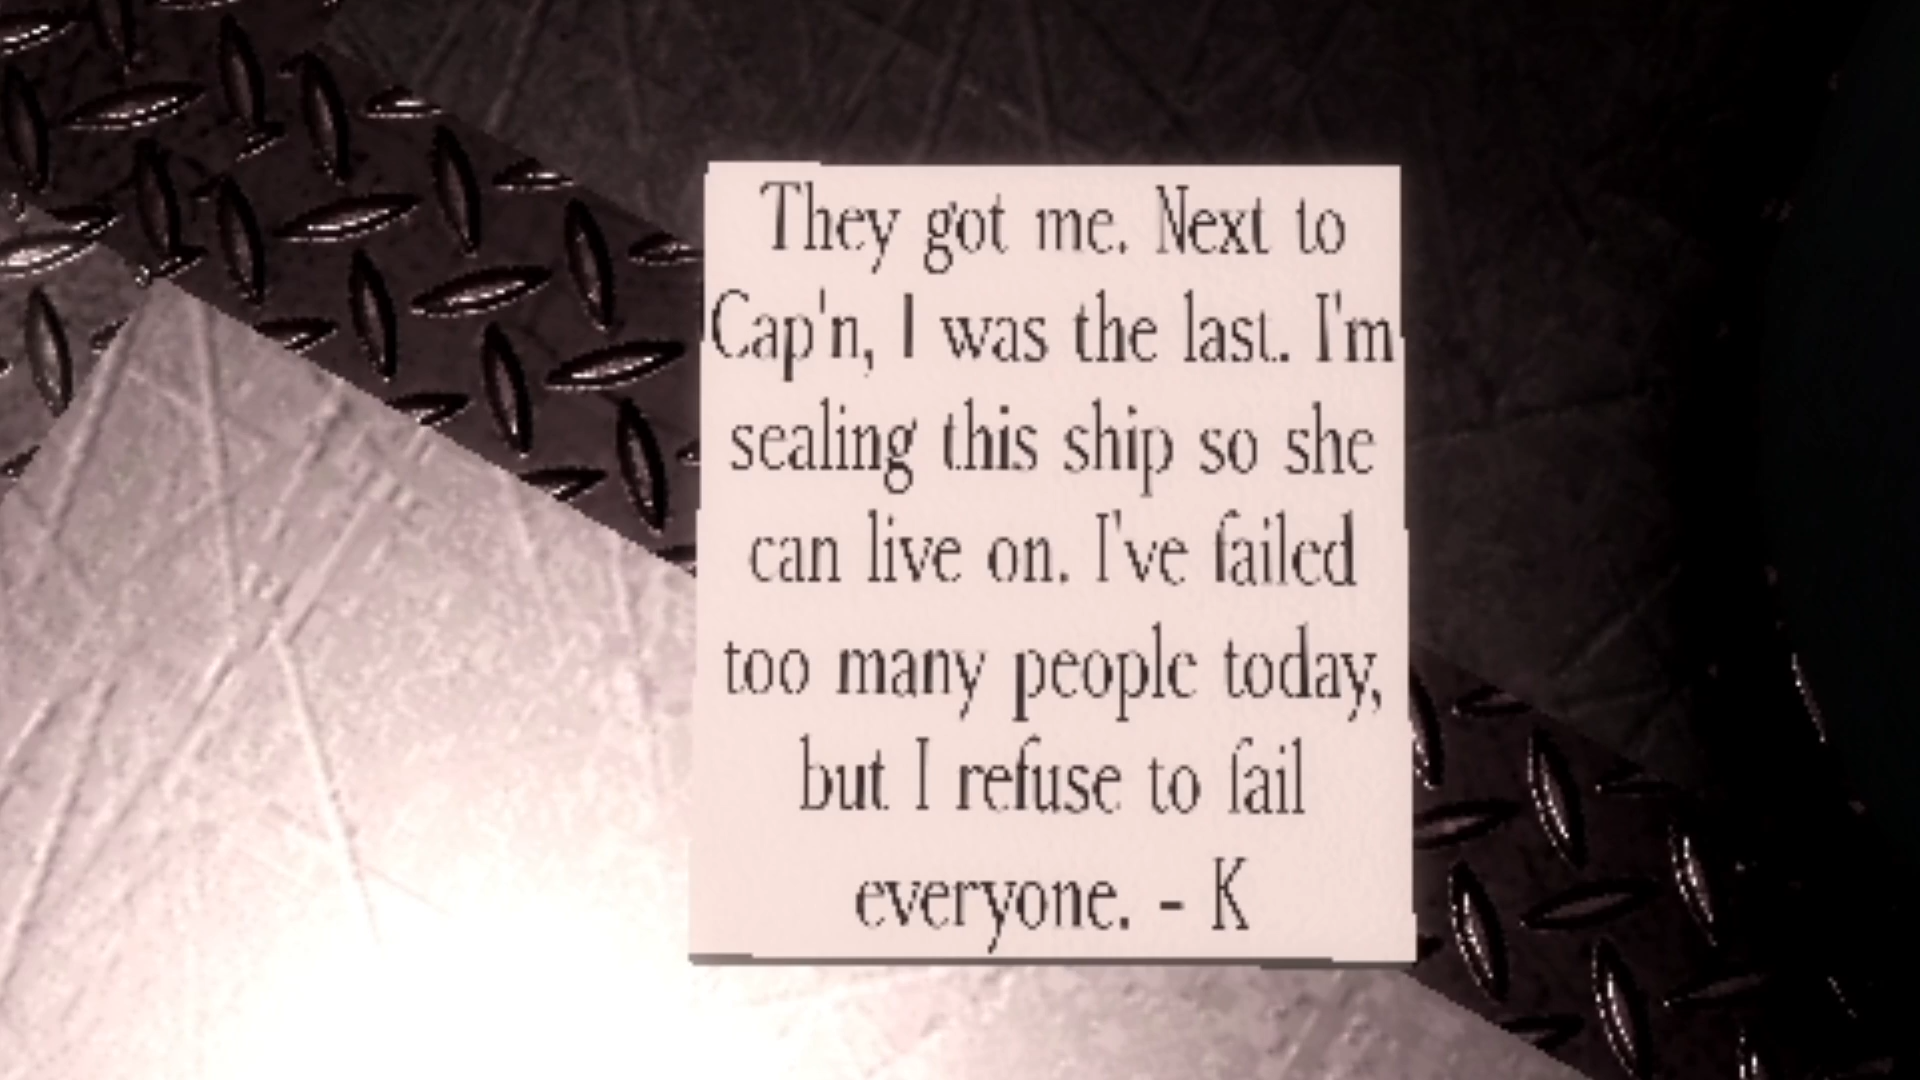 They got me. Next to
Cap'n, I was the last. I'm
sealing this ship so she
can live on. I've failed
too many people today,
but I refuse to fail
everyone. - K